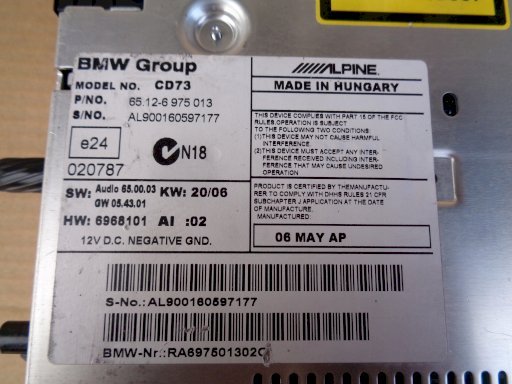 BMW Group
MODEL NO. CD73
P/NO. 65.12-6 975 013
S/NO. AL900160597177
e24
N18
020787
SW: Audio 65.00.03 KW: 20/06
GW 05.43.01
HW: 6968101 AI :02
12V D.C. NEGATIVE GND.
ALPINE
MADE IN HUNGARY
THIS DEVICE COMPLIES WITH PART 15 OF THE FCC
RULES.OPERATION IS SUBJECT
TO THE FOLLOWING TWO CONDITIONS
(1)THIS DEVICE MAY NOT CAUSE HARMFUL
INTERFERENCE.
(2)THIS DEVICE MUST ACCEPT ANY INTER-
FERENCE RECEIVED INCLUDING INTER-
FERENCE THAT MAY CAUSE UNDESIRED
OPERATION
PRODUCT IS CERTIFIED BY THEMANUFACTU-
RER TO COMPLY WITH DHHS RULES 21 CFR
SUBCHAPTER J APPLICATION AT THE DATE
OF MANUFACTURE.
MANUFACTURED:
06 MAY AP
S-No.:AL900160597177
BMW-Nr.:RA697501302